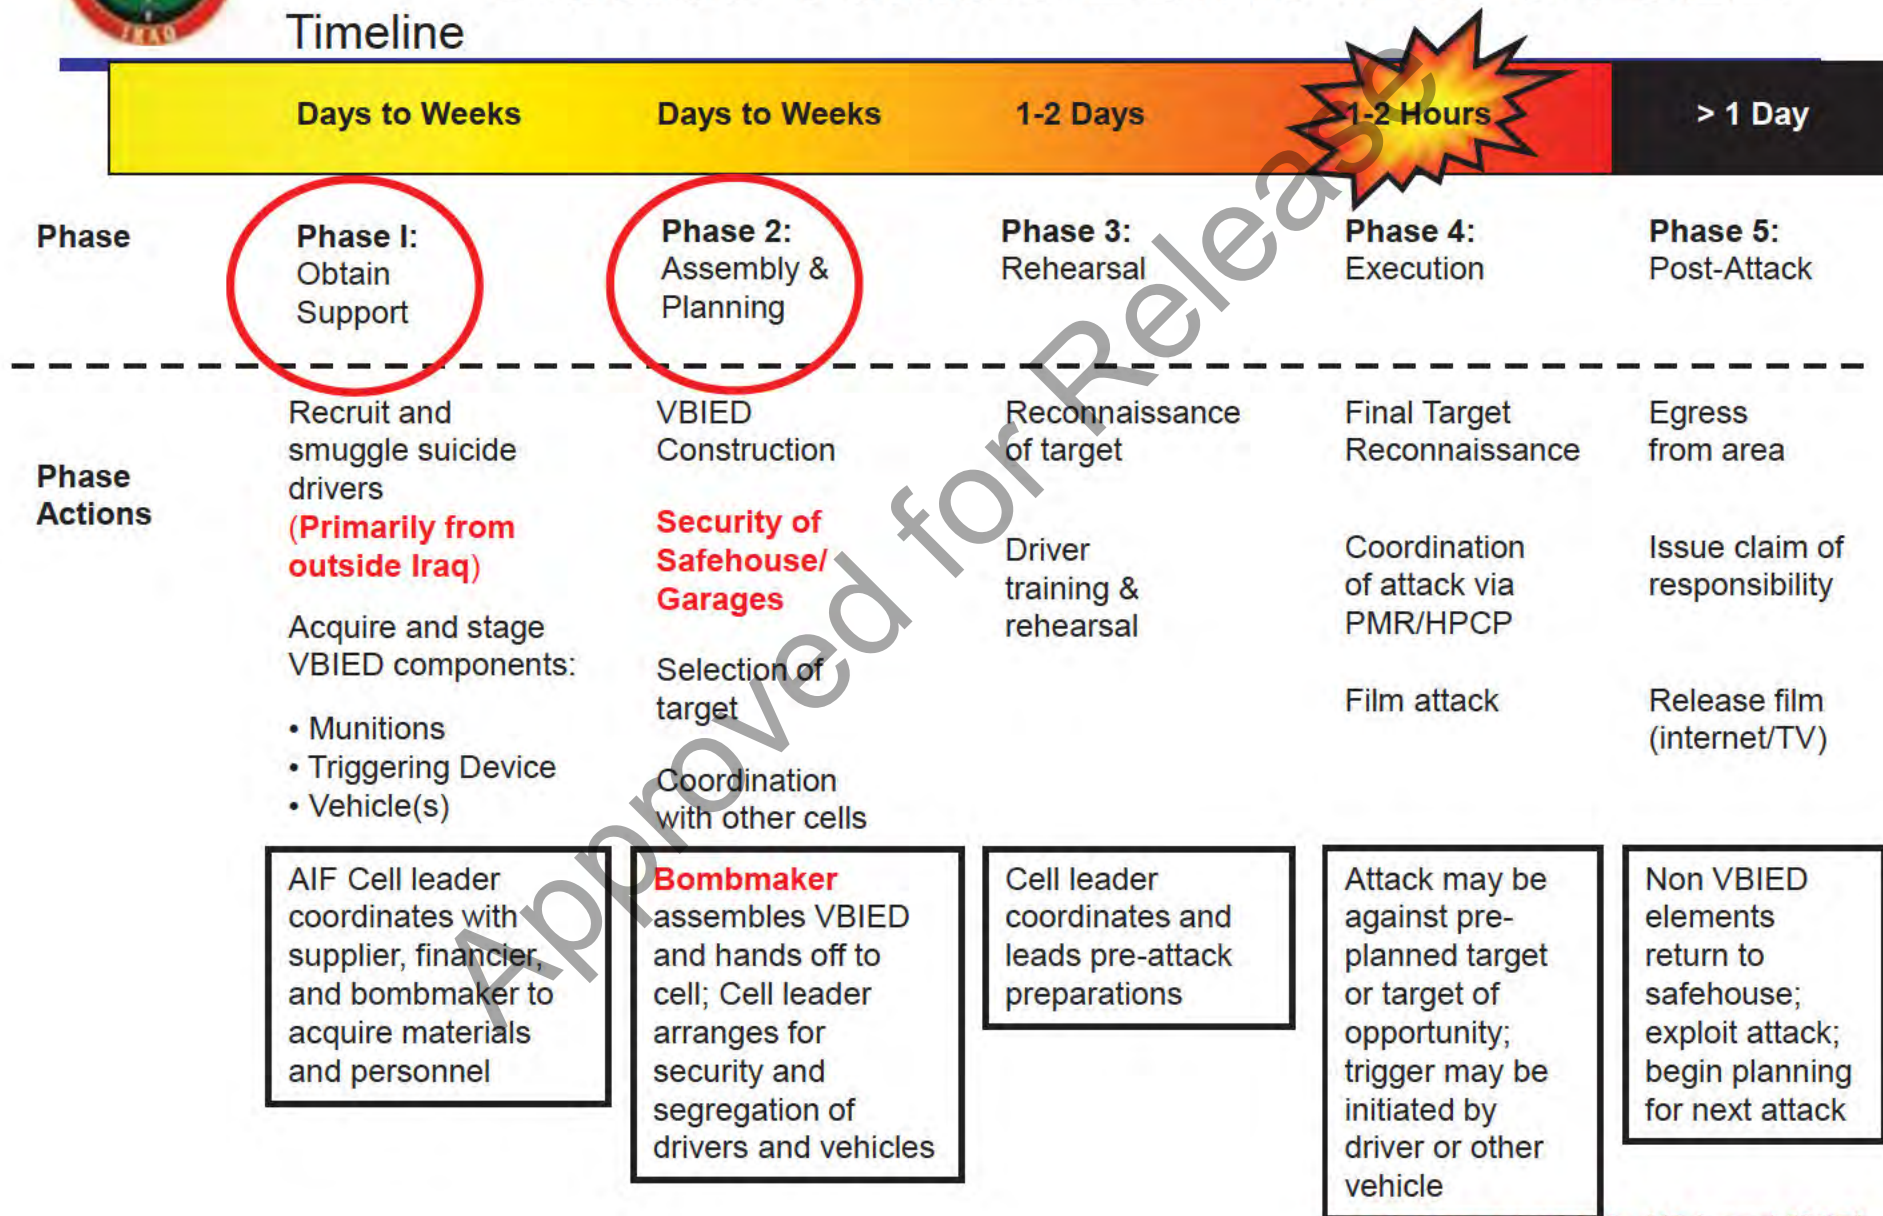 IRAQ
Timeline
Days to Weeks
Days to Weeks
1-2 Days
1-2 Hours
> 1 Day
Phase
Phase I:
Obtain
Support
Phase 2:
Assembly &
Planning
Phase 3:
Rehearsal
Phase 4:
Execution
Phase 5:
Post-Attack
Phase
Actions
Recruit and
smuggle suicide
drivers
(Primarily from
outside Iraq)
Acquire and stage
VBIED components:
• Munitions
• Triggering Device
• Vehicle(s)
VBIED
Construction
Security of
Safehouse/
Garages
Selection of
target
Coordination
with other cells
Reconnaissance
of target
Driver
training &
rehearsal
Final Target
Reconnaissance
Coordination
of attack via
PMR/HPCP
Film attack
Egress
from area
Issue claim of
responsibility
Release film
(internet/TV)
AIF Cell leader
coordinates with
supplier, financier,
and bombmaker to
acquire materials
and personnel
Bombmaker
assembles VBIED
and hands off to
cell; Cell leader
arranges for
security and
segregation of
drivers and vehicles
Cell leader
coordinates and
leads pre-attack
preparations
Attack may be
against pre-
planned target
or target of
opportunity;
trigger may be
initiated by
driver or other
vehicle
Non VBIED
elements
return to
safehouse;
exploit attack;
begin planning
for next attack
Approved for Release